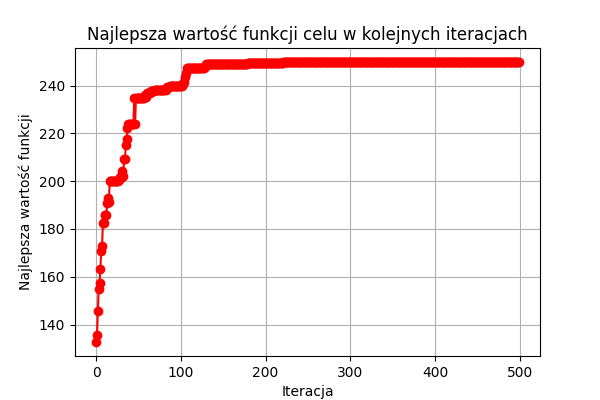 Najlepsza wartość funkcji celu w kolejnych iteracjach
Najlepsza wartość funkcji
240
220
200
180
160
140
0 100 200 300 400 500
Iteracja